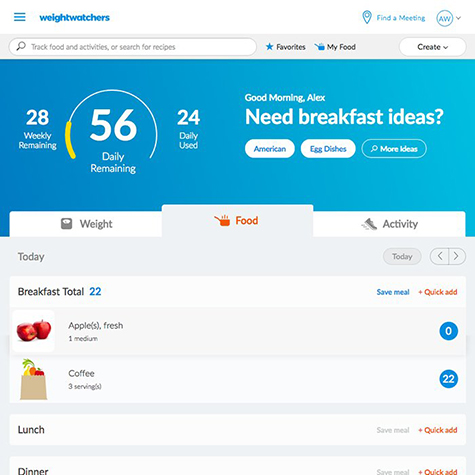 weightwatchers
Find a Meeting
AW
Track food and activities, or search for recipes
Favorites
My Food
Create
28
Weekly
Remaining
56
Daily
Remaining
24
Daily
Used
Good Morning, Alex
Need breakfast ideas?
American
Egg Dishes
More Ideas
Weight
Food
Activity
Today
Today
Breakfast Total 22
Save meal
+ Quick add
Apple(s), fresh
1 medium
0
Coffee
3 serving(s)
22
Lunch
Save meal
+ Quick add
Dinner
Save meal
+ Quick add